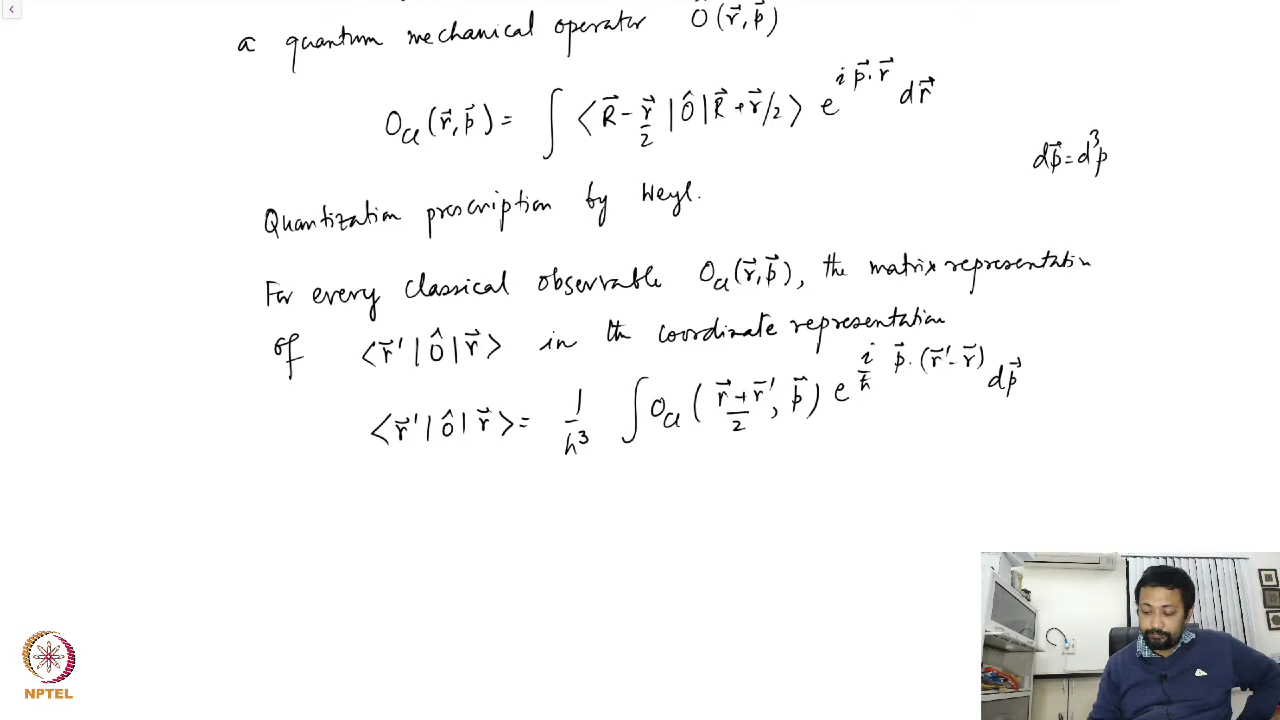 a quantum mechanical operator Ô(r⃗, p⃗)
O_cl(r⃗, p⃗) = ∫ ⟨R⃗ − r⃗/2 | Ô | R⃗ + r⃗/2⟩ e^{i p⃗·r⃗} dr⃗
dp⃗ = d³p
Quantization prescription by Weyl.
For every classical observable O_cl(r⃗, p⃗), the matrix representation
of ⟨r⃗' | Ô | r⃗⟩ in the coordinate representation
⟨r⃗' | ô | r⃗⟩ = 1/h³ ∫ O_cl((r⃗ + r⃗')/2, p⃗) e^{i/ħ p⃗·(r⃗' − r⃗)} dp⃗
NPTEL